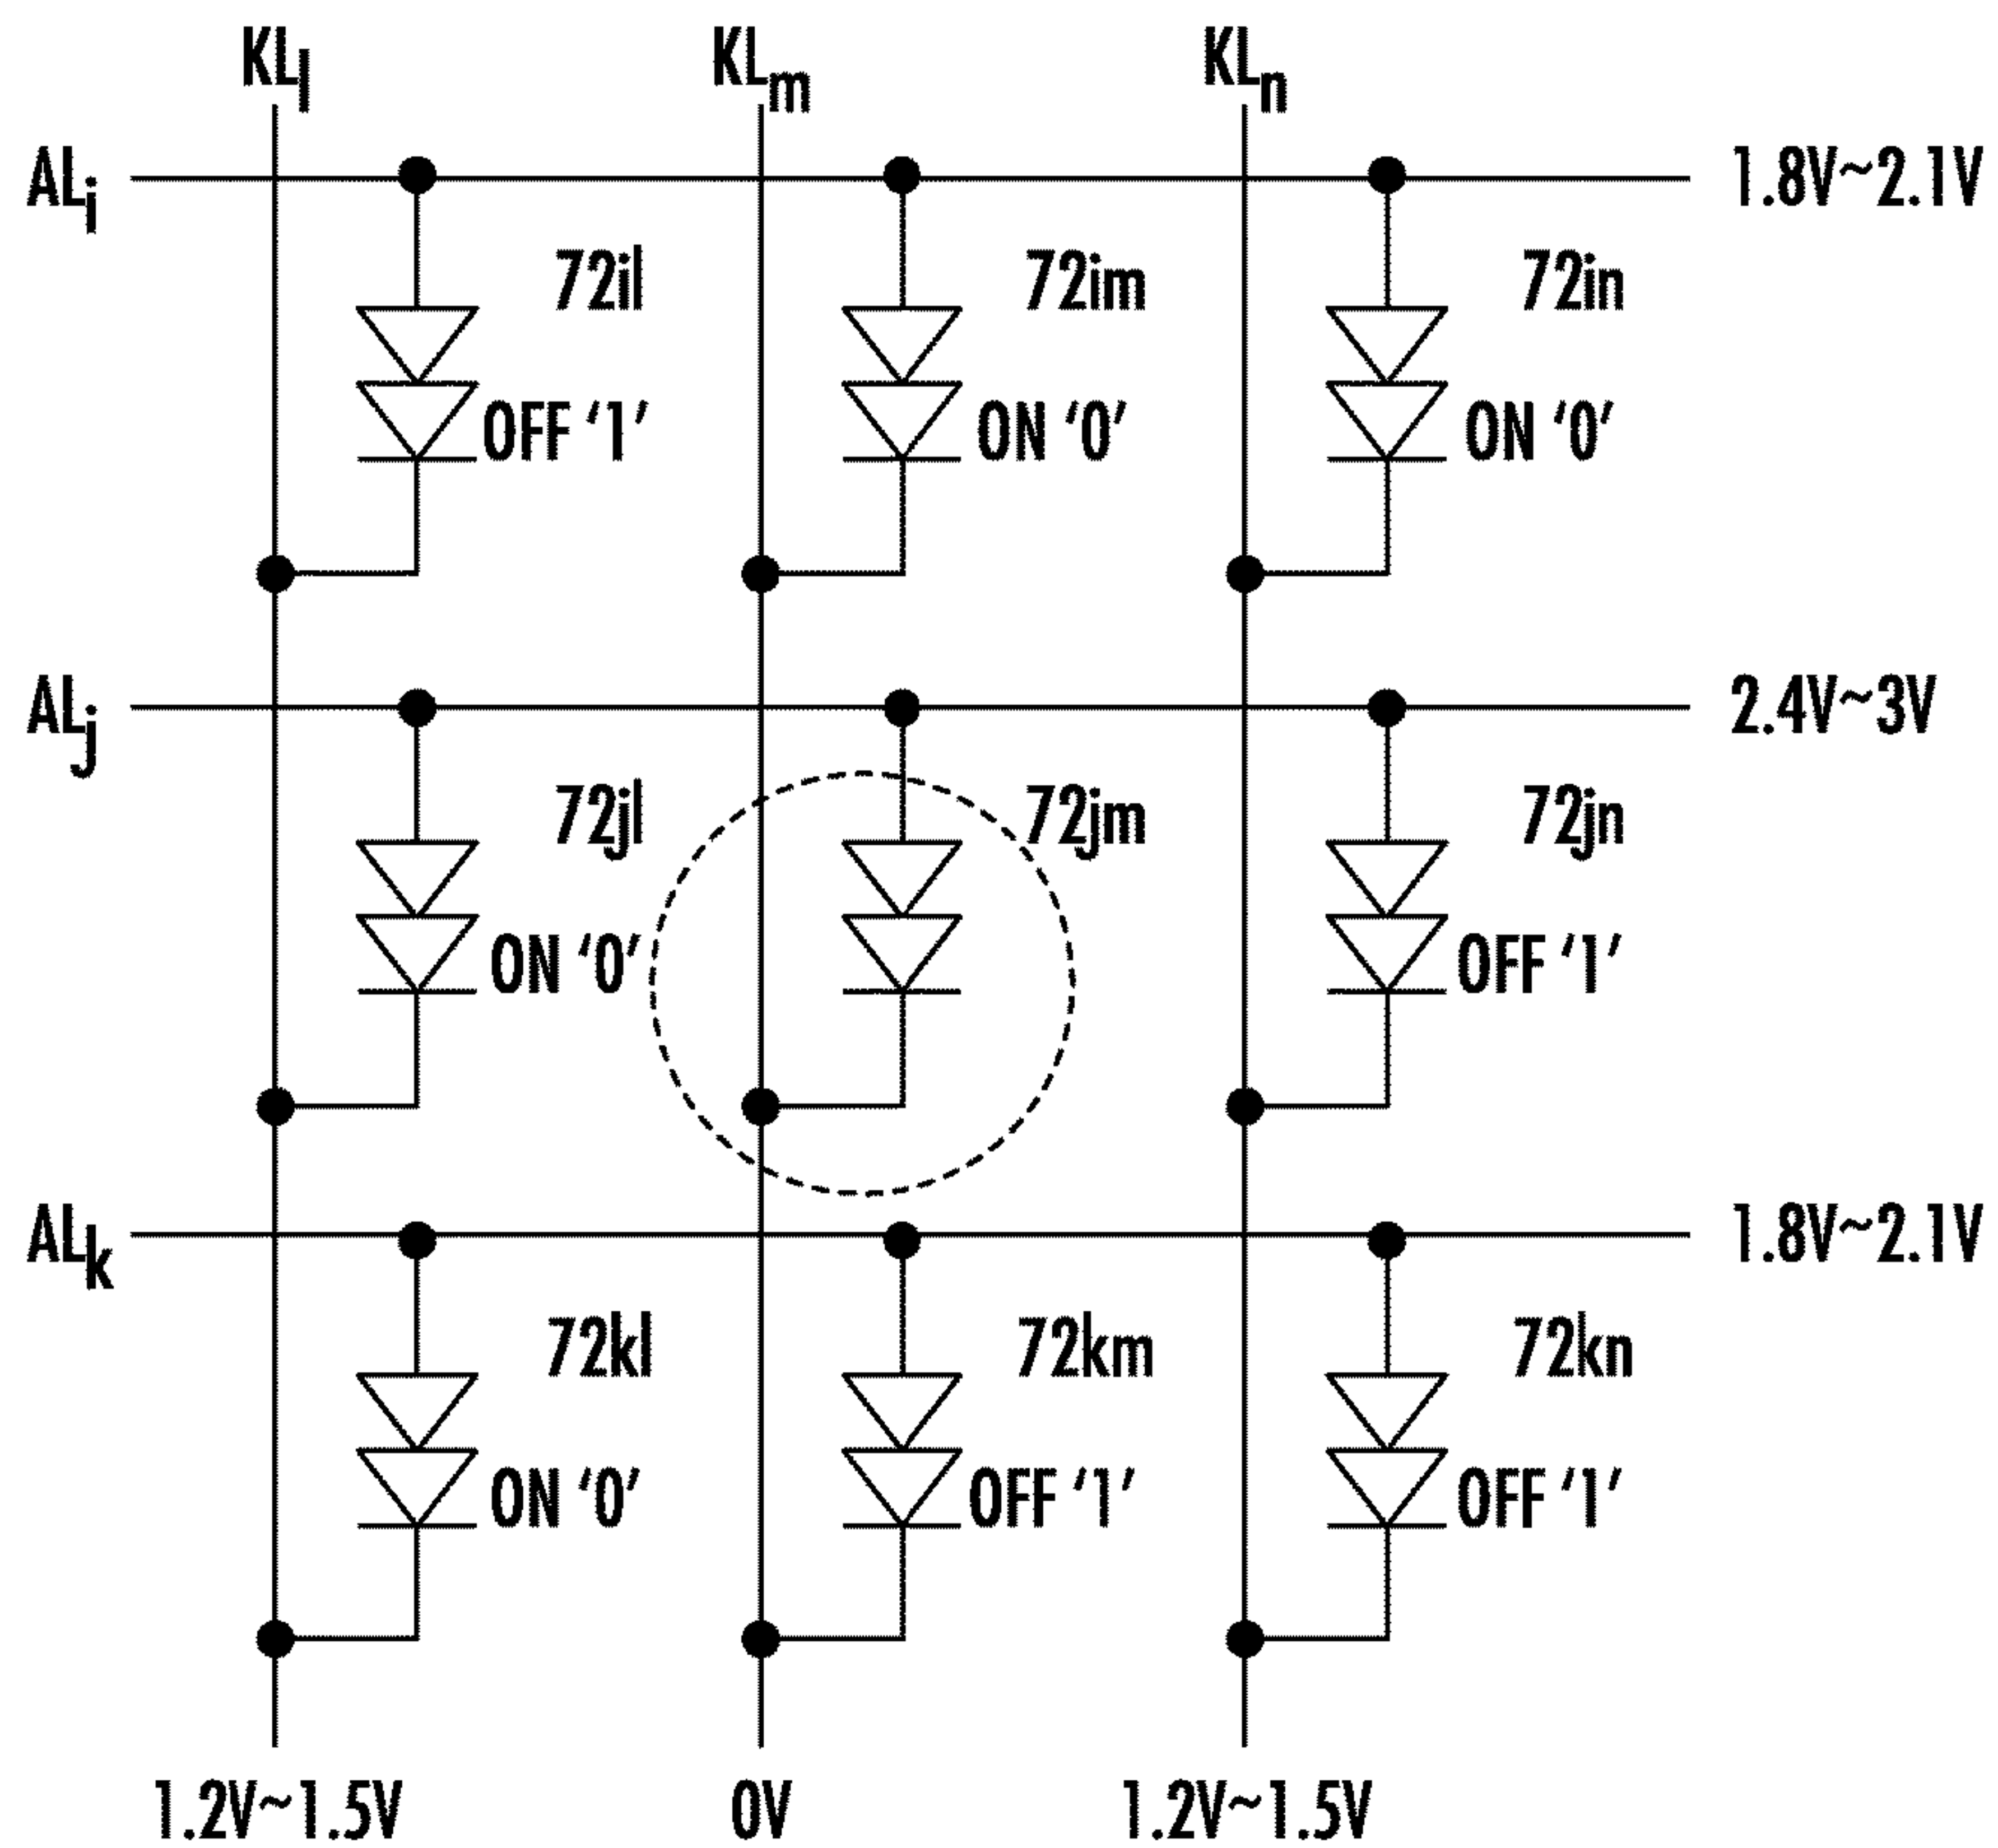 KLl KLm KLn
ALi 1.8V~2.1V
72il 72im 72in
OFF ‘1’ ON ‘0’ ON ‘0’
ALj 2.4V~3V
72jl 72jm 72jn
ON ‘0’ OFF ‘1’
ALk 1.8V~2.1V
72kl 72km 72kn
ON ‘0’ OFF ‘1’ OFF ‘1’
1.2V~1.5V 0V 1.2V~1.5V